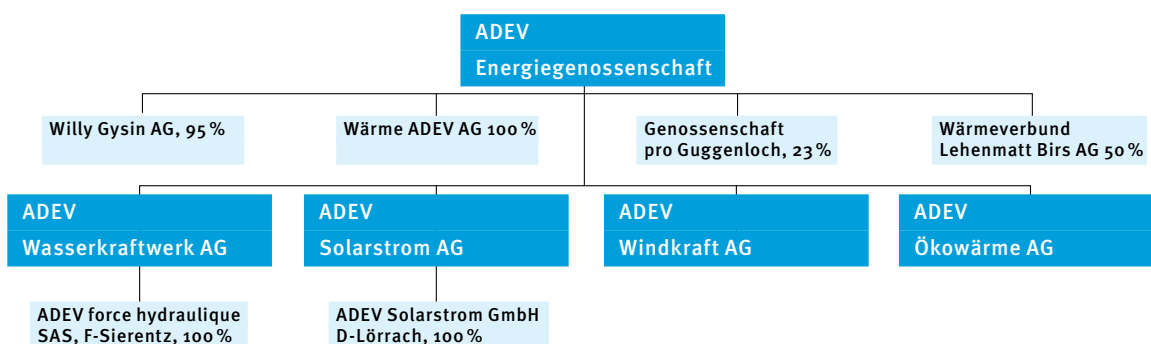 ADEV
Energiegenossenschaft
Willy Gysin AG, 95 %
Wärme ADEV AG 100 %
Genossenschaft
pro Guggenloch, 23 %
Wärmeverbund
Lehenmatt Birs AG 50 %
ADEV
Wasserkraftwerk AG
ADEV
Solarstrom AG
ADEV
Windkraft AG
ADEV
Ökowärme AG
ADEV force hydraulique
SAS, F-Sierentz, 100 %
ADEV Solarstrom GmbH
D-Lörrach, 100 %